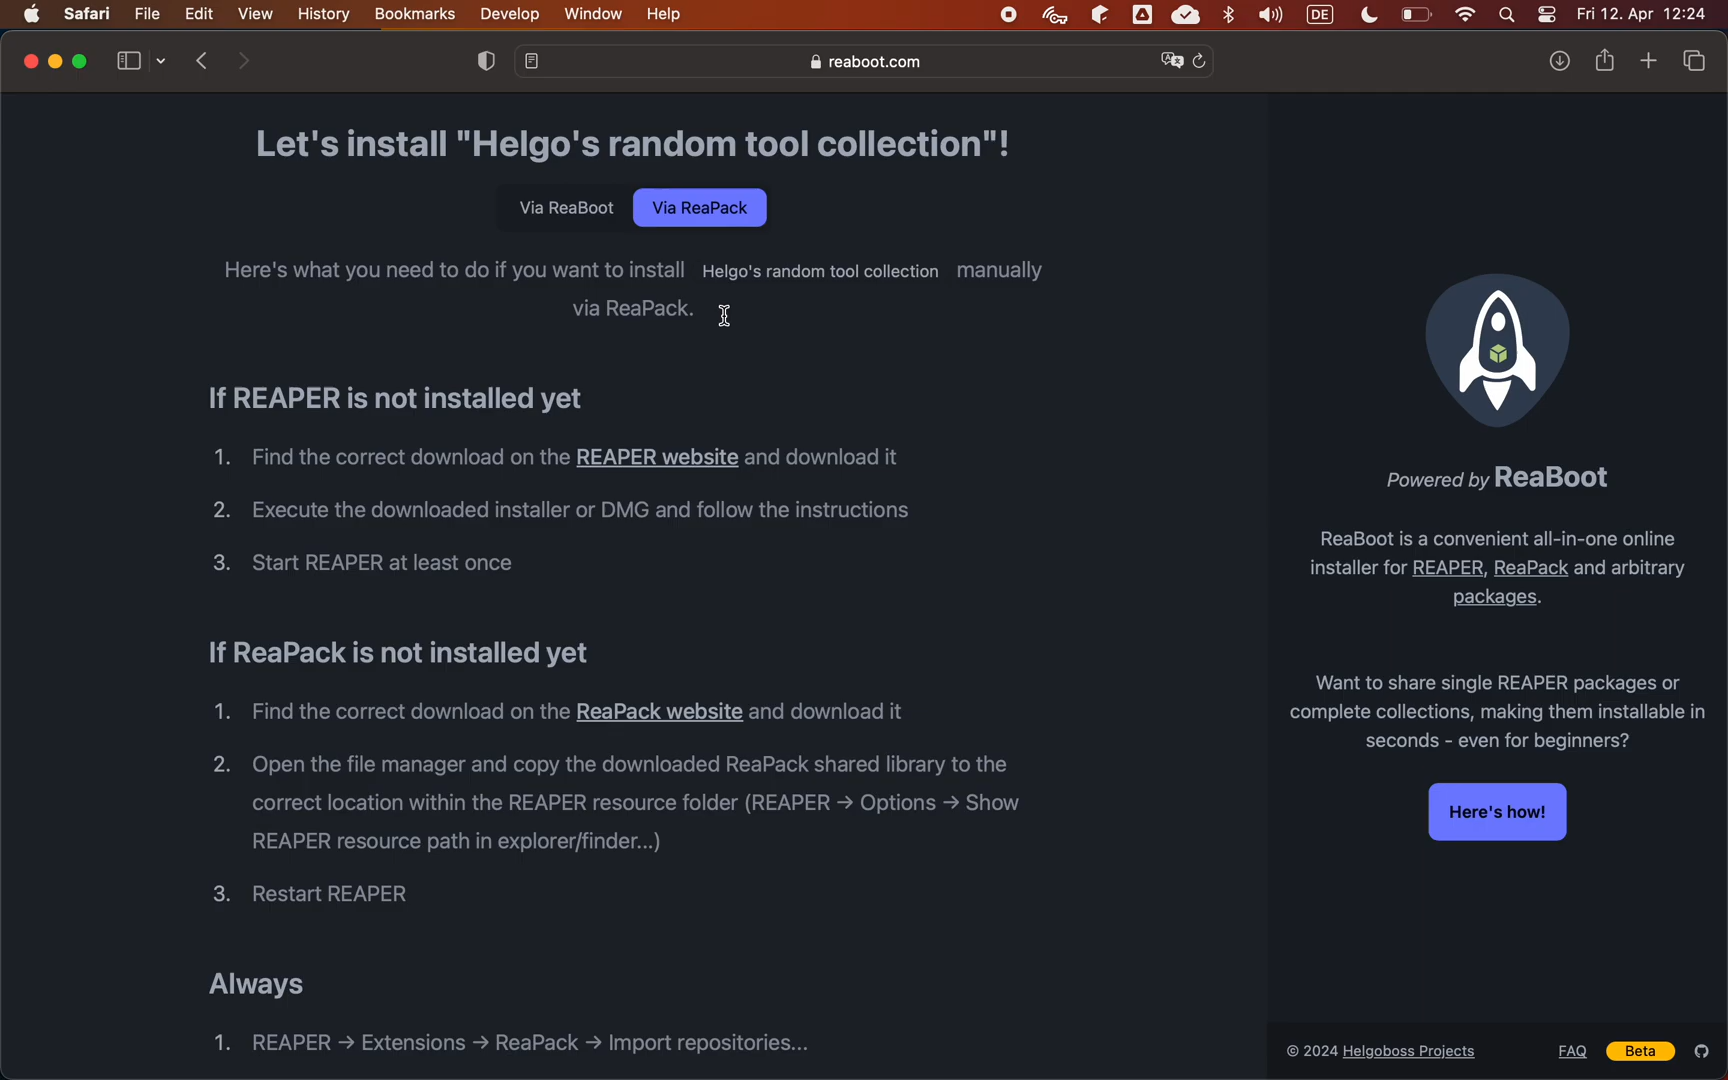 Safari File Edit View History Bookmarks Develop Window Help DE Fri 12. Apr 12:24
reaboot.com
Let's install "Helgo's random tool collection"!
Via ReaBoot Via ReaPack
Here's what you need to do if you want to install Helgo's random tool collection manually
via ReaPack.
If REAPER is not installed yet
1. Find the correct download on the REAPER website and download it
2. Execute the downloaded installer or DMG and follow the instructions
3. Start REAPER at least once
If ReaPack is not installed yet
1. Find the correct download on the ReaPack website and download it
2. Open the file manager and copy the downloaded ReaPack shared library to the
correct location within the REAPER resource folder (REAPER → Options → Show
REAPER resource path in explorer/finder...)
3. Restart REAPER
Always
1. REAPER → Extensions → ReaPack → Import repositories...
Powered by ReaBoot
ReaBoot is a convenient all-in-one online
installer for REAPER, ReaPack and arbitrary
packages.
Want to share single REAPER packages or
complete collections, making them installable in
seconds - even for beginners?
Here's how!
© 2024 Helgoboss Projects FAQ Beta